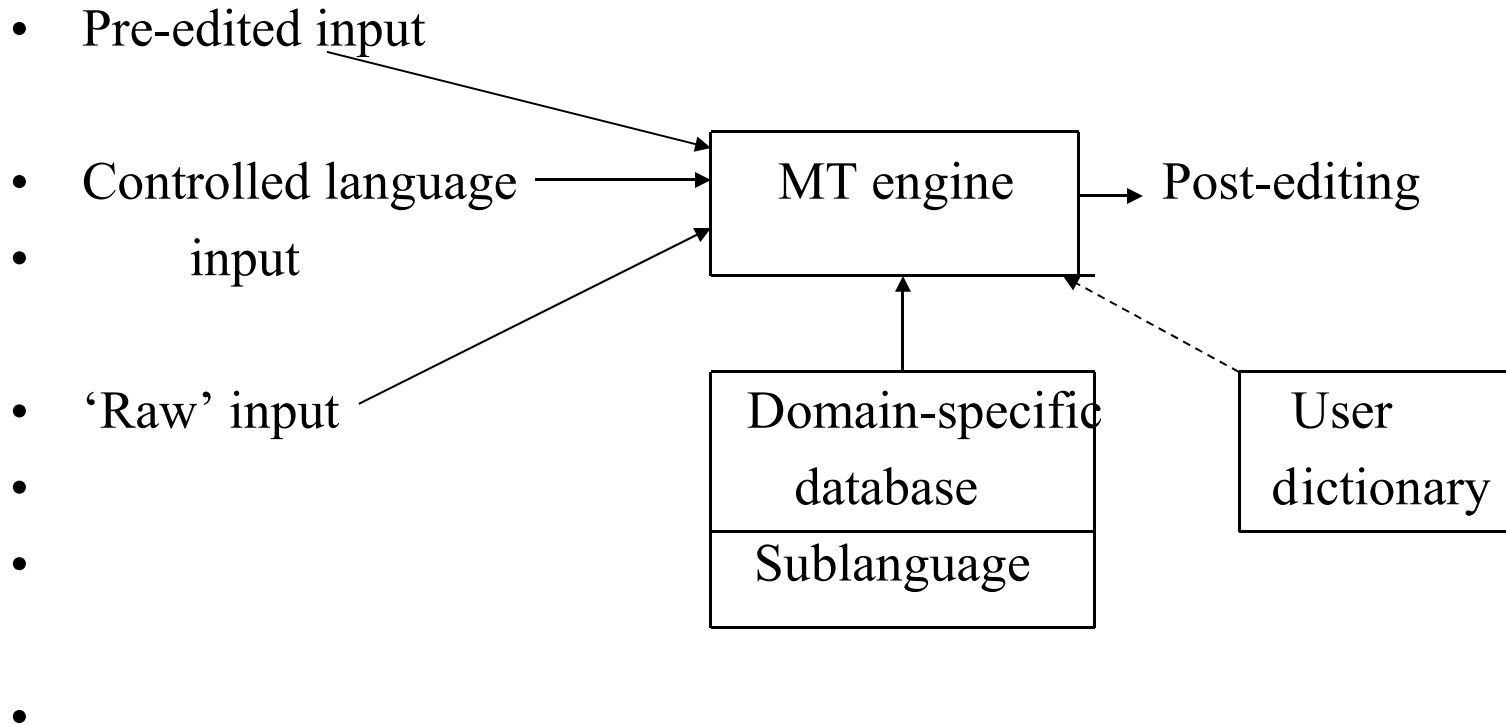 • Pre-edited input
• Controlled language
• input
MT engine
Post-editing
• ‘Raw’ input
•
•
Domain-specific
database
Sublanguage
User
dictionary
•